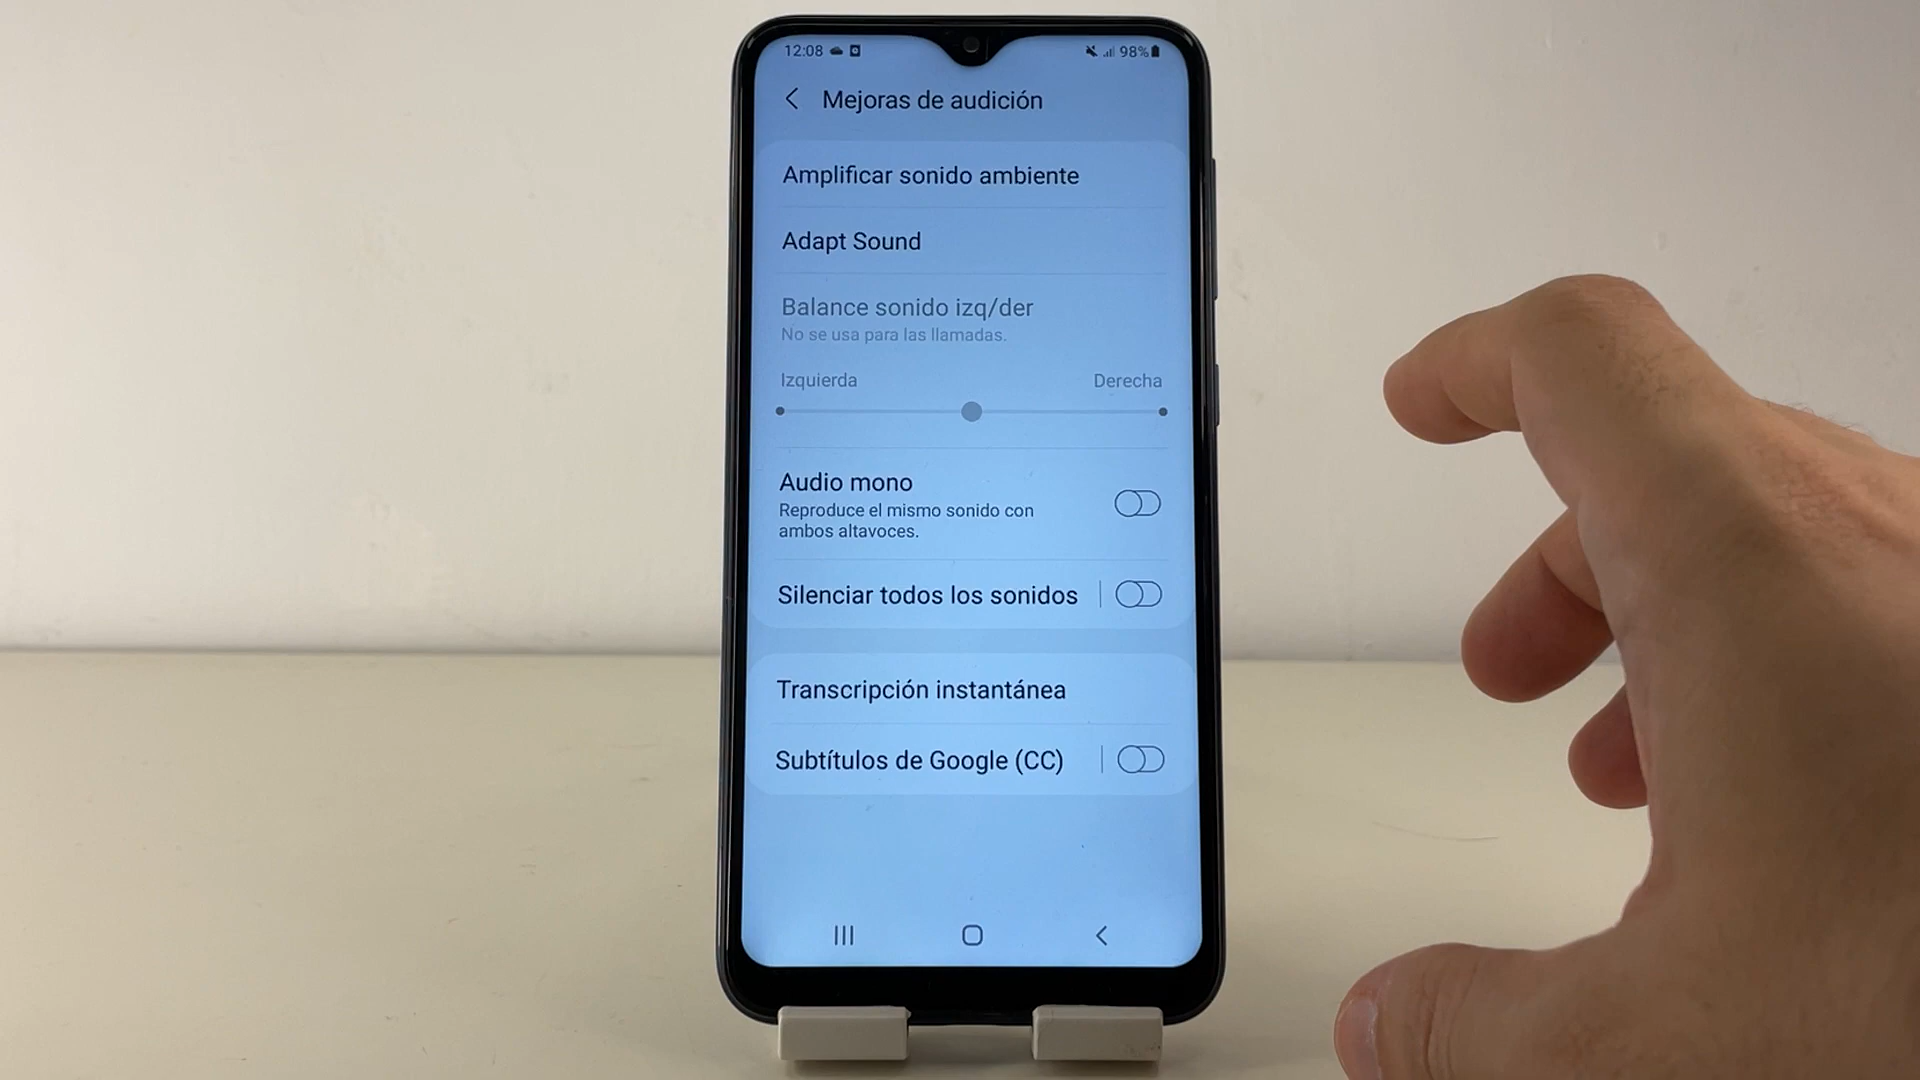 12:08 98%
Mejoras de audición
Amplificar sonido ambiente
Adapt Sound
Balance sonido izq/der
No se usa para las llamadas.
Izquierda Derecha
Audio mono
Reproduce el mismo sonido con
ambos altavoces.
Silenciar todos los sonidos
Transcripción instantánea
Subtítulos de Google (CC)